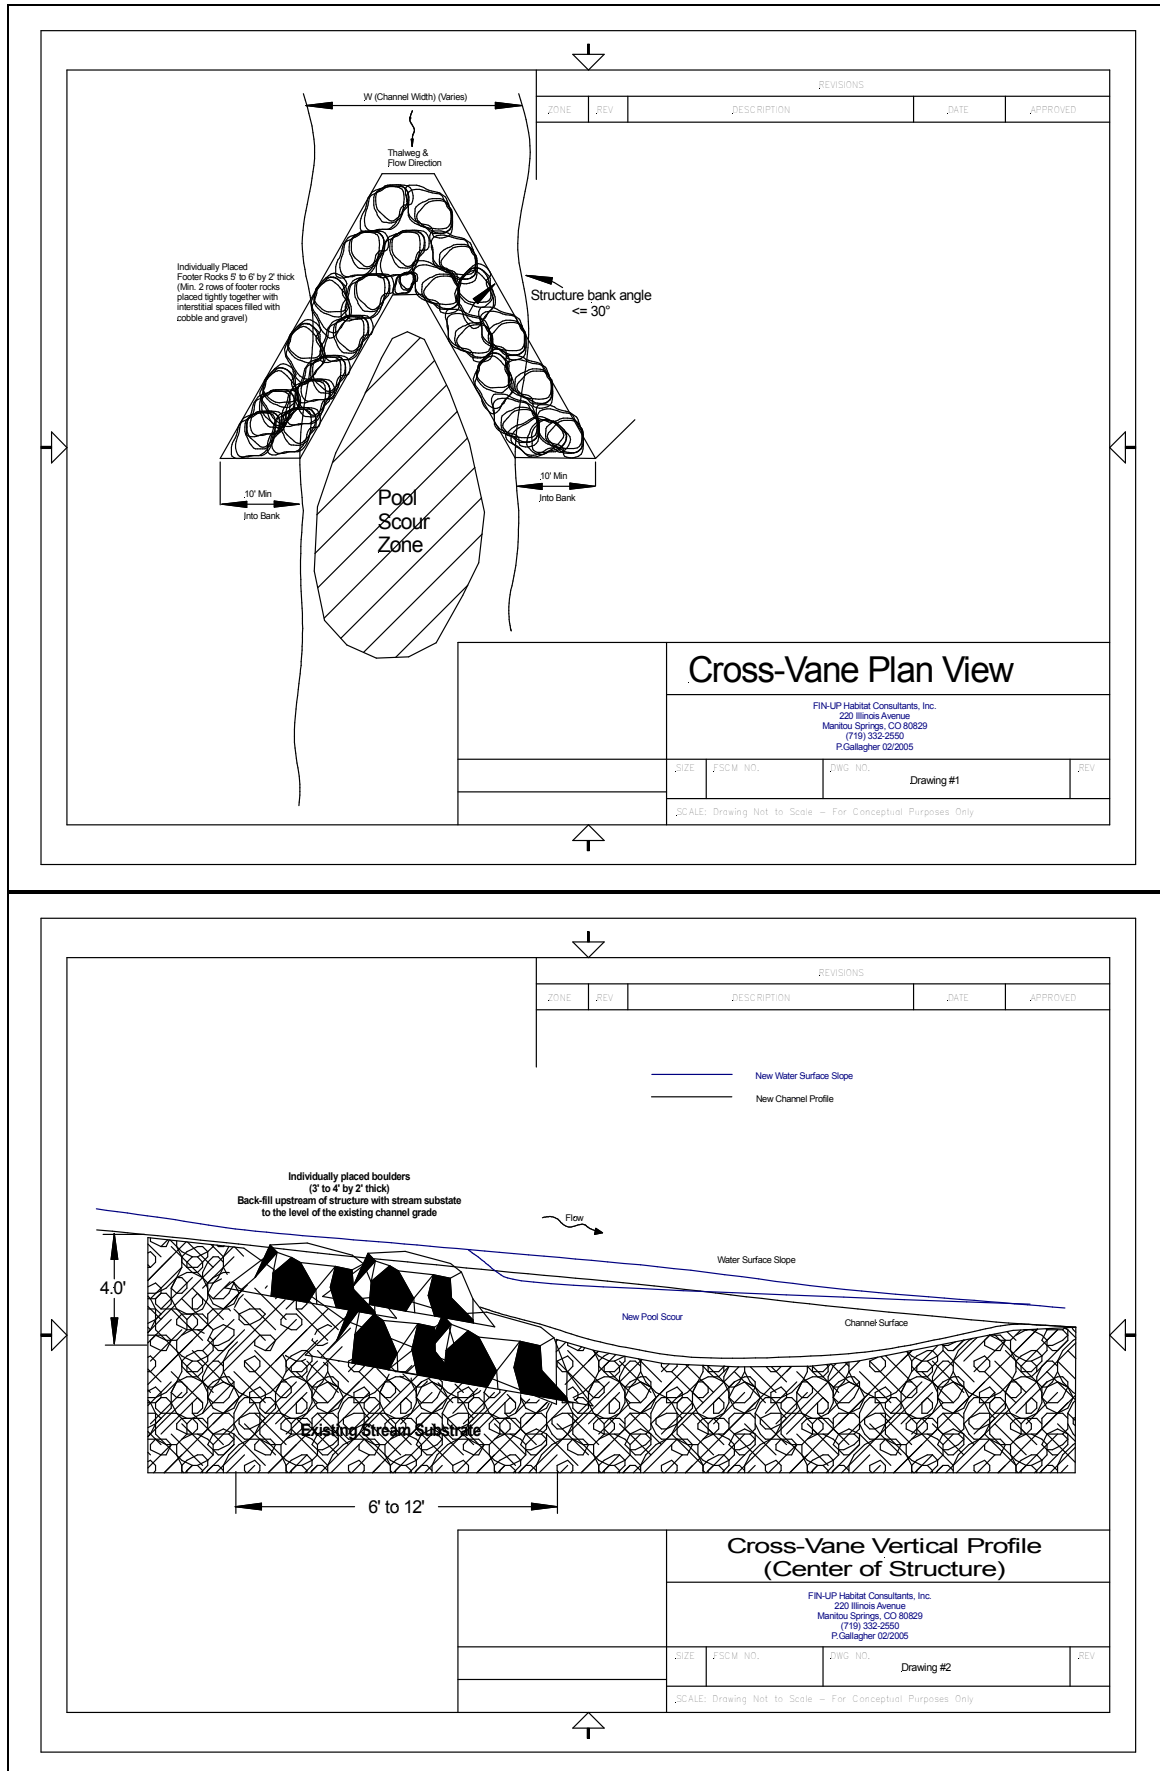 REVISIONS
ZONE REV DESCRIPTION DATE APPROVED
W (Channel Width) (Varies)
Thalweg &
Flow Direction
Individually Placed
Footer Rocks 5' to 6' by 2' thick
(Min. 2 rows of footer rocks
placed tightly together with
interstitial spaces filled with
cobble and gravel)
Structure bank angle
<= 30°
10' Min
Into Bank
10' Min
Into Bank
Pool
Scour
Zone
Cross-Vane Plan View
FIN-UP Habitat Consultants, Inc.
220 Illinois Avenue
Manitou Springs, CO 80829
(719) 332-2550
P.Gallagher 02/2005
SIZE FSCM NO. DWG NO. REV
Drawing #1
SCALE: Drawing Not to Scale - For Conceptual Purposes Only
REVISIONS
ZONE REV DESCRIPTION DATE APPROVED
New Water Surface Slope
New Channel Profile
Individually placed boulders
(3' to 4' by 2' thick)
Back-fill upstream of structure with stream substate
to the level of the existing channel grade
Flow
Water Surface Slope
4.0'
New Pool Scour
Channel Surface
Existing Stream Substrate
6' to 12'
Cross-Vane Vertical Profile
(Center of Structure)
FIN-UP Habitat Consultants, Inc.
220 Illinois Avenue
Manitou Springs, CO 80829
(719) 332-2550
P.Gallagher 02/2005
SIZE FSCM NO. DWG NO. REV
Drawing #2
SCALE: Drawing Not to Scale - For Conceptual Purposes Only